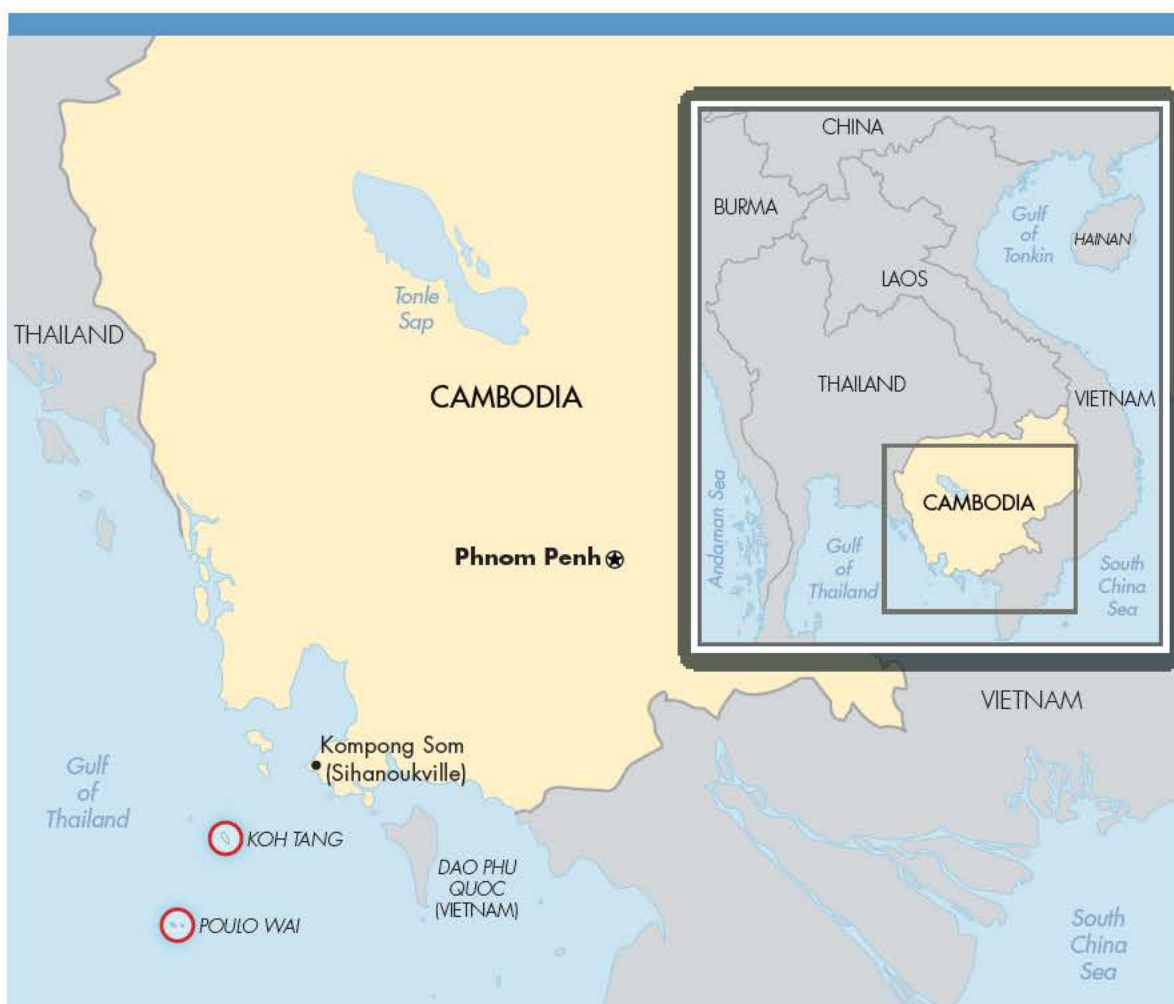 THAILAND
Tonle
Sap
CAMBODIA
Phnom Penh
Kompong Som
(Sihanoukville)
Gulf
of
Thailand
KOH TANG
POULO WAI
DAO PHU
QUOC
(VIETNAM)
VIETNAM
South
China
Sea
CHINA
BURMA
Gulf
of
Tonkin
HAINAN
LAOS
THAILAND
VIETNAM
CAMBODIA
Andaman Sea
Gulf
of
Thailand
South
China
Sea